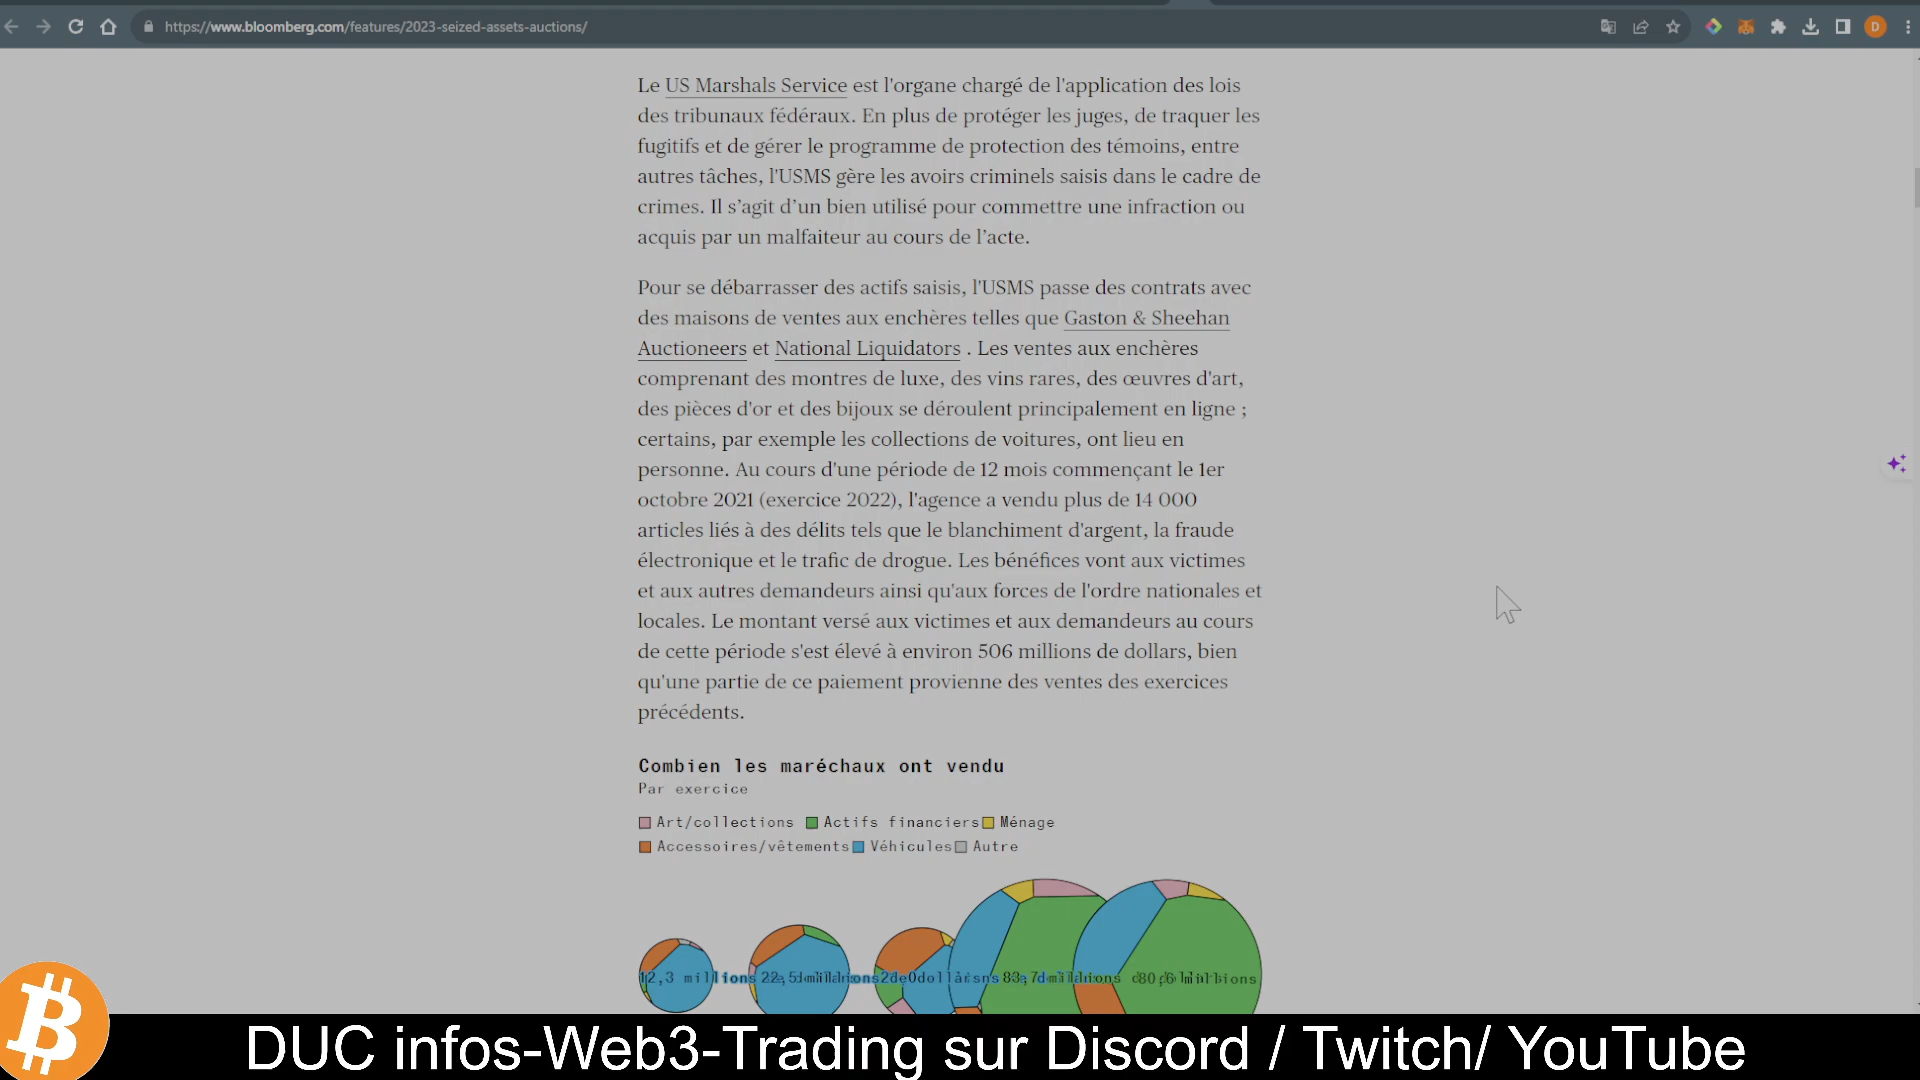 https://www.bloomberg.com/features/2023-seized-assets-auctions/
D
Le US Marshals Service est l'organe chargé de l'application des lois
des tribunaux fédéraux. En plus de protéger les juges, de traquer les
fugitifs et de gérer le programme de protection des témoins, entre
autres tâches, l'USMS gère les avoirs criminels saisis dans le cadre de
crimes. Il s’agit d’un bien utilisé pour commettre une infraction ou
acquis par un malfaiteur au cours de l’acte.
Pour se débarrasser des actifs saisis, l'USMS passe des contrats avec
des maisons de ventes aux enchères telles que Gaston & Sheehan
Auctioneers et National Liquidators . Les ventes aux enchères
comprenant des montres de luxe, des vins rares, des œuvres d'art,
des pièces d'or et des bijoux se déroulent principalement en ligne ;
certains, par exemple les collections de voitures, ont lieu en
personne. Au cours d'une période de 12 mois commençant le 1er
octobre 2021 (exercice 2022), l'agence a vendu plus de 14 000
articles liés à des délits tels que le blanchiment d'argent, la fraude
électronique et le trafic de drogue. Les bénéfices vont aux victimes
et aux autres demandeurs ainsi qu'aux forces de l'ordre nationales et
locales. Le montant versé aux victimes et aux demandeurs au cours
de cette période s'est élevé à environ 506 millions de dollars, bien
qu'une partie de ce paiement provienne des ventes des exercices
précédents.
Combien les maréchaux ont vendu
Par exercice
Art/collections Actifs financiers Ménage
Accessoires/vêtements Véhicules Autre
12,3 millions
DUC infos-Web3-Trading sur Discord / Twitch/ YouTube